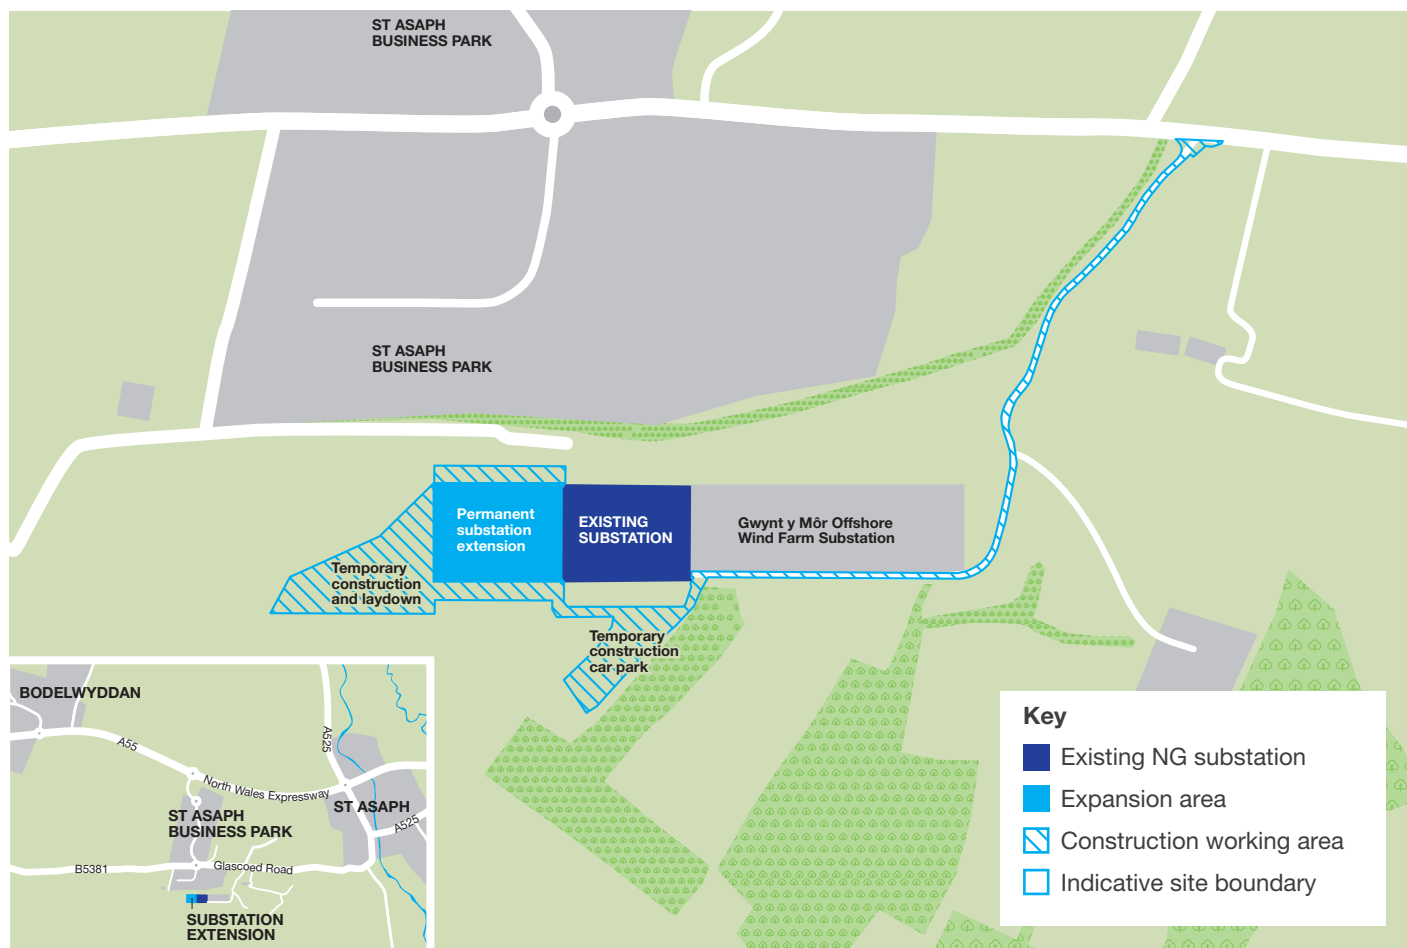 ST ASAPH
BUSINESS PARK
ST ASAPH
BUSINESS PARK
Permanent
substation
extension
EXISTING
SUBSTATION
Gwynt y Môr Offshore
Wind Farm Substation
Temporary
construction
and laydown
Temporary
construction
car park
BODELWYDDAN
A55
A525
North Wales Expressway
ST ASAPH
ST ASAPH
BUSINESS PARK
A525
B5381
Glascoed Road
SUBSTATION
EXTENSION
Key
Existing NG substation
Expansion area
Construction working area
Indicative site boundary